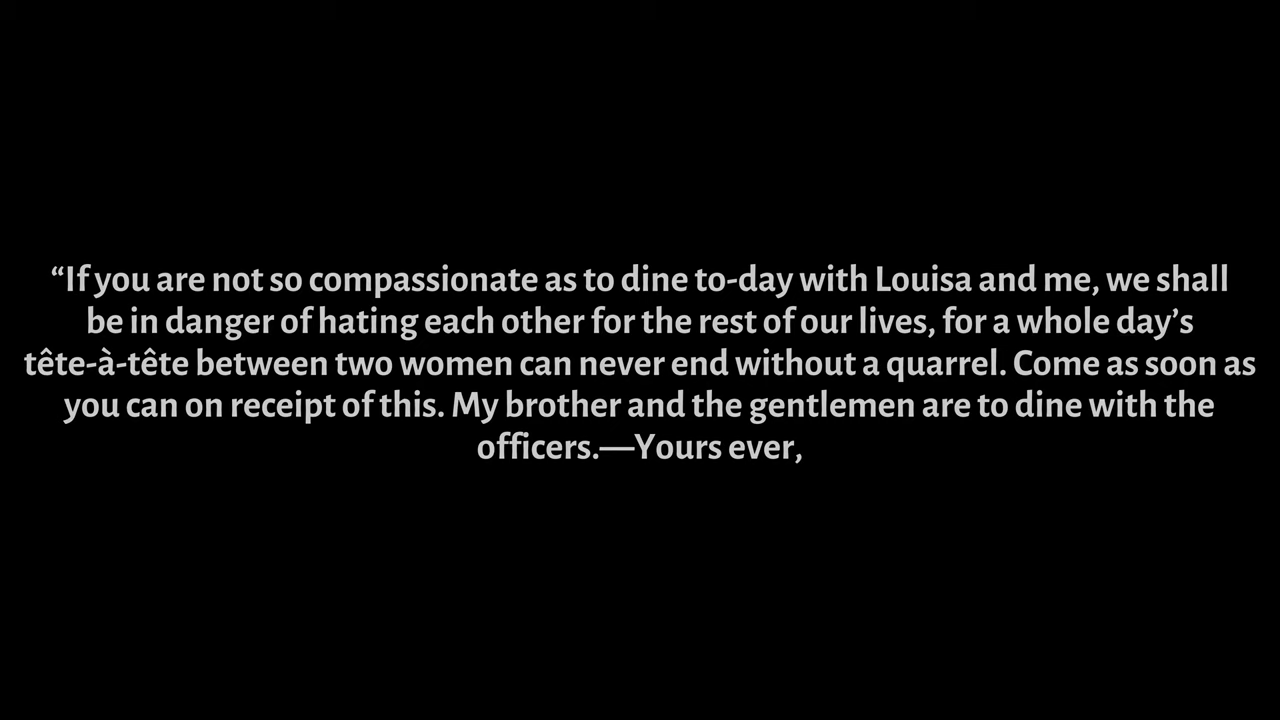 “If you are not so compassionate as to dine to-day with Louisa and me, we shall
be in danger of hating each other for the rest of our lives, for a whole day’s
tête-à-tête between two women can never end without a quarrel. Come as soon as
you can on receipt of this. My brother and the gentlemen are to dine with the
officers.—Yours ever,